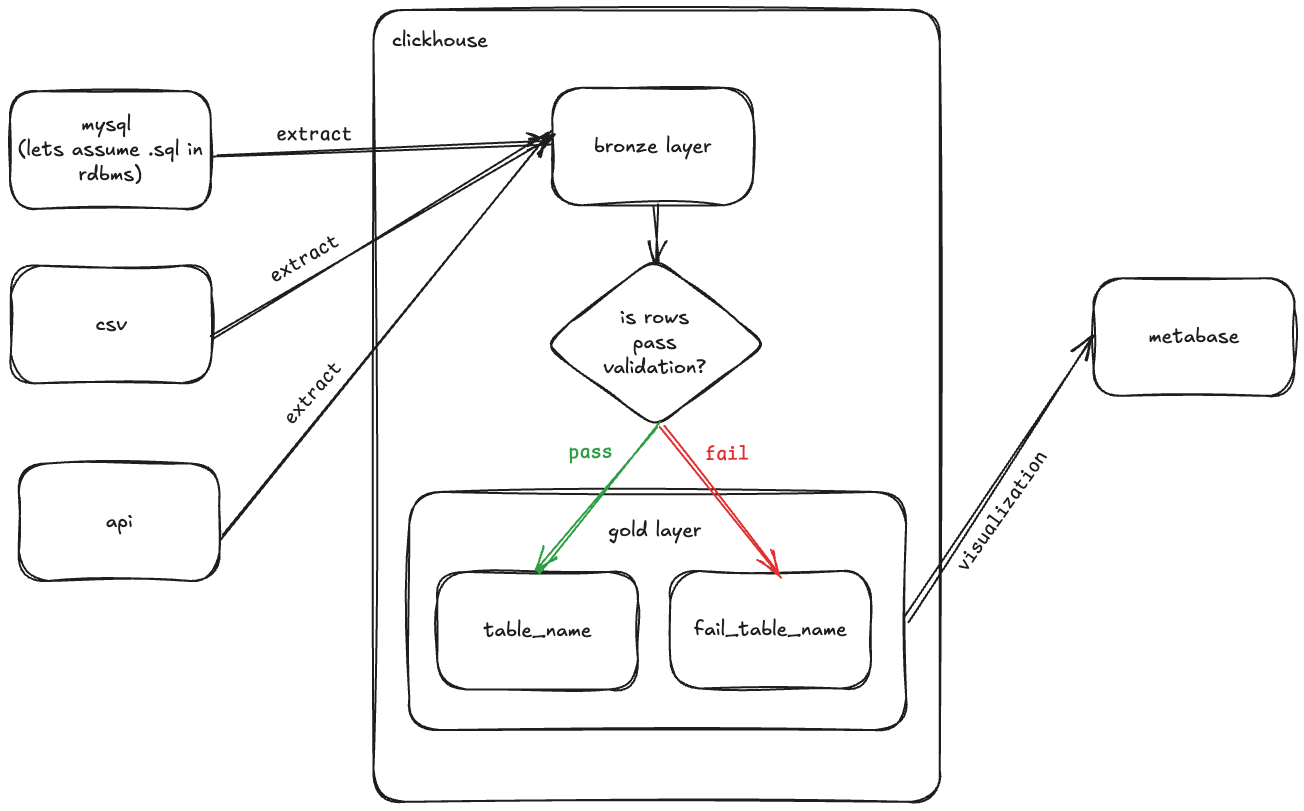 clickhouse
mysql
(lets assume .sql in
rdbms)
extract
bronze layer
extract
csv
is rows
pass
validation?
metabase
extract
pass
fail
api
gold layer
visualization
table_name
fail_table_name